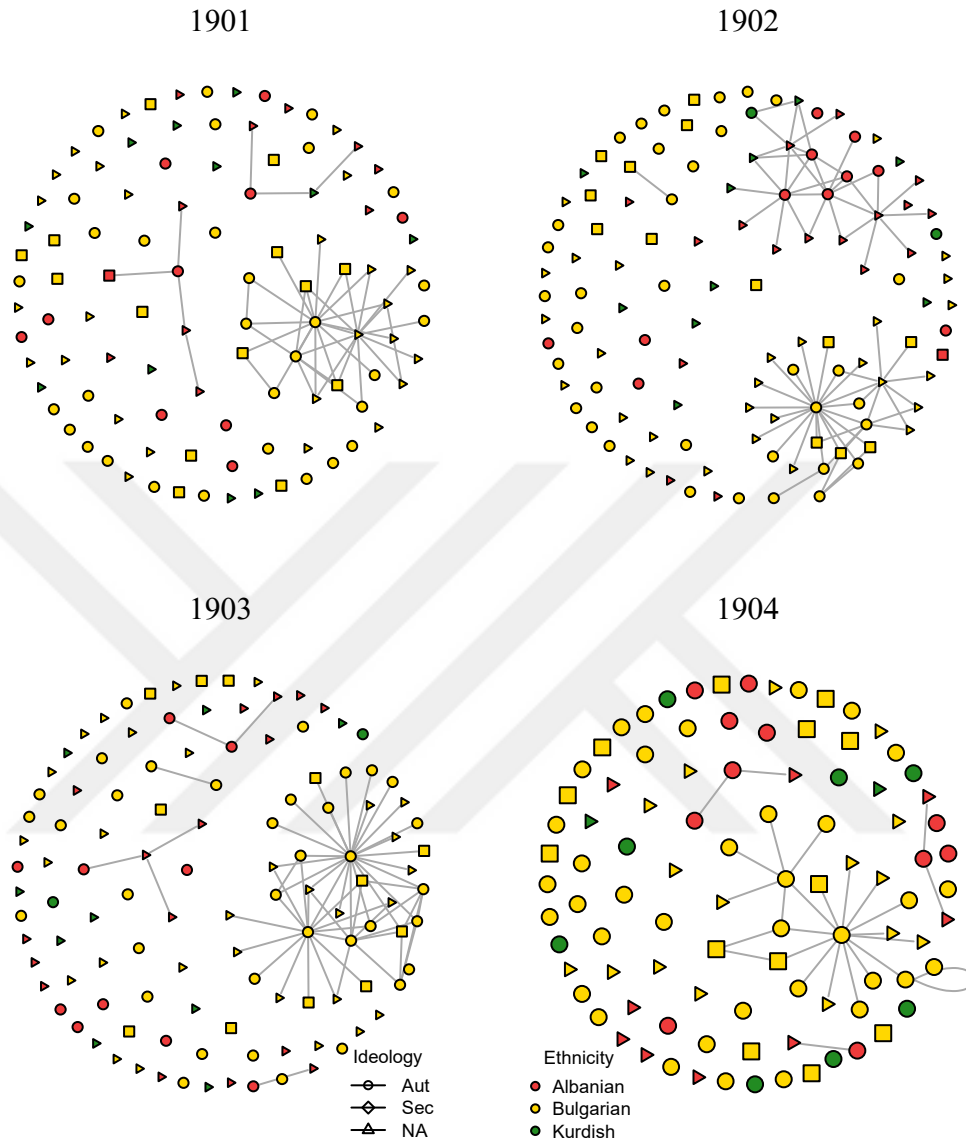 1901
1902
1903
1904
Ideology
Aut
Sec
NA
Ethnicity
Albanian
Bulgarian
Kurdish